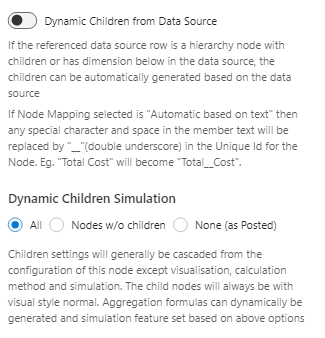 Dynamic Children from Data Source
If the referenced data source row is a hierarchy node with
children or has dimension below in the data source, the
children can be automatically generated based on the data
source
If Node Mapping selected is "Automatic based on text" then
any special character and space in the member text will be
replaced by "__"(double underscore) in the Unique Id for the
Node. Eg. "Total Cost" will become "Total__Cost".
Dynamic Children Simulation
All Nodes w/o children None (as Posted)
Children settings will generally be cascaded from the
configuration of this node except visualisation, calculation
method and simulation. The child nodes will always be with
visual style normal. Aggregation formulas can dynamically be
generated and simulation feature set based on above options